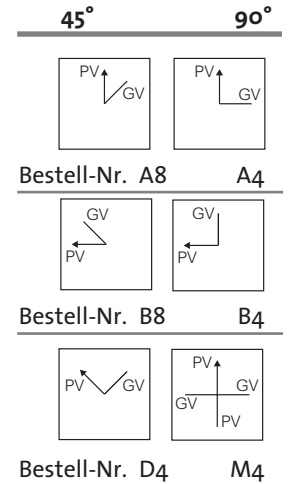 45° 90°
PV GV PV GV
Bestell-Nr. A8 A4
GV PV GV PV
Bestell-Nr. B8 B4
PV GV PV GV GV PV
Bestell-Nr. D4 M4